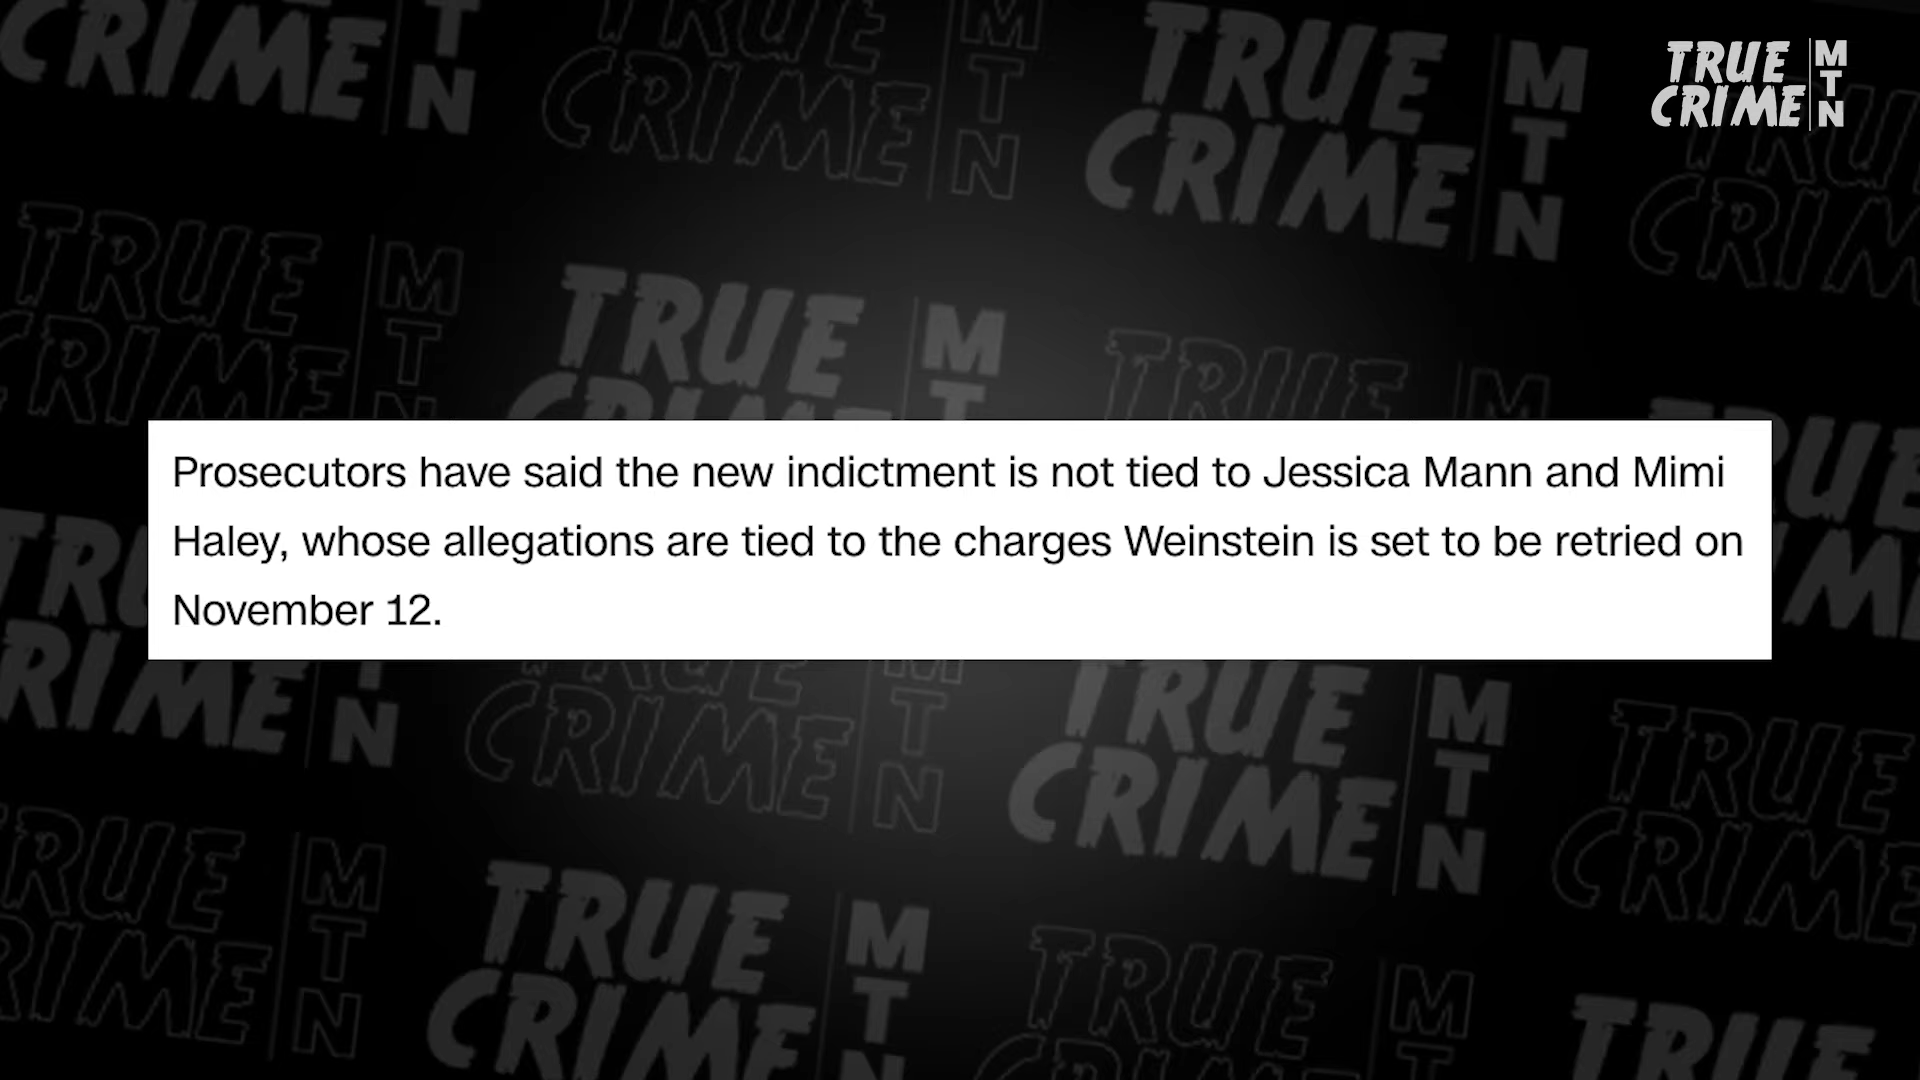 TRUE CRIME MTN
Prosecutors have said the new indictment is not tied to Jessica Mann and Mimi
Haley, whose allegations are tied to the charges Weinstein is set to be retried on
November 12.